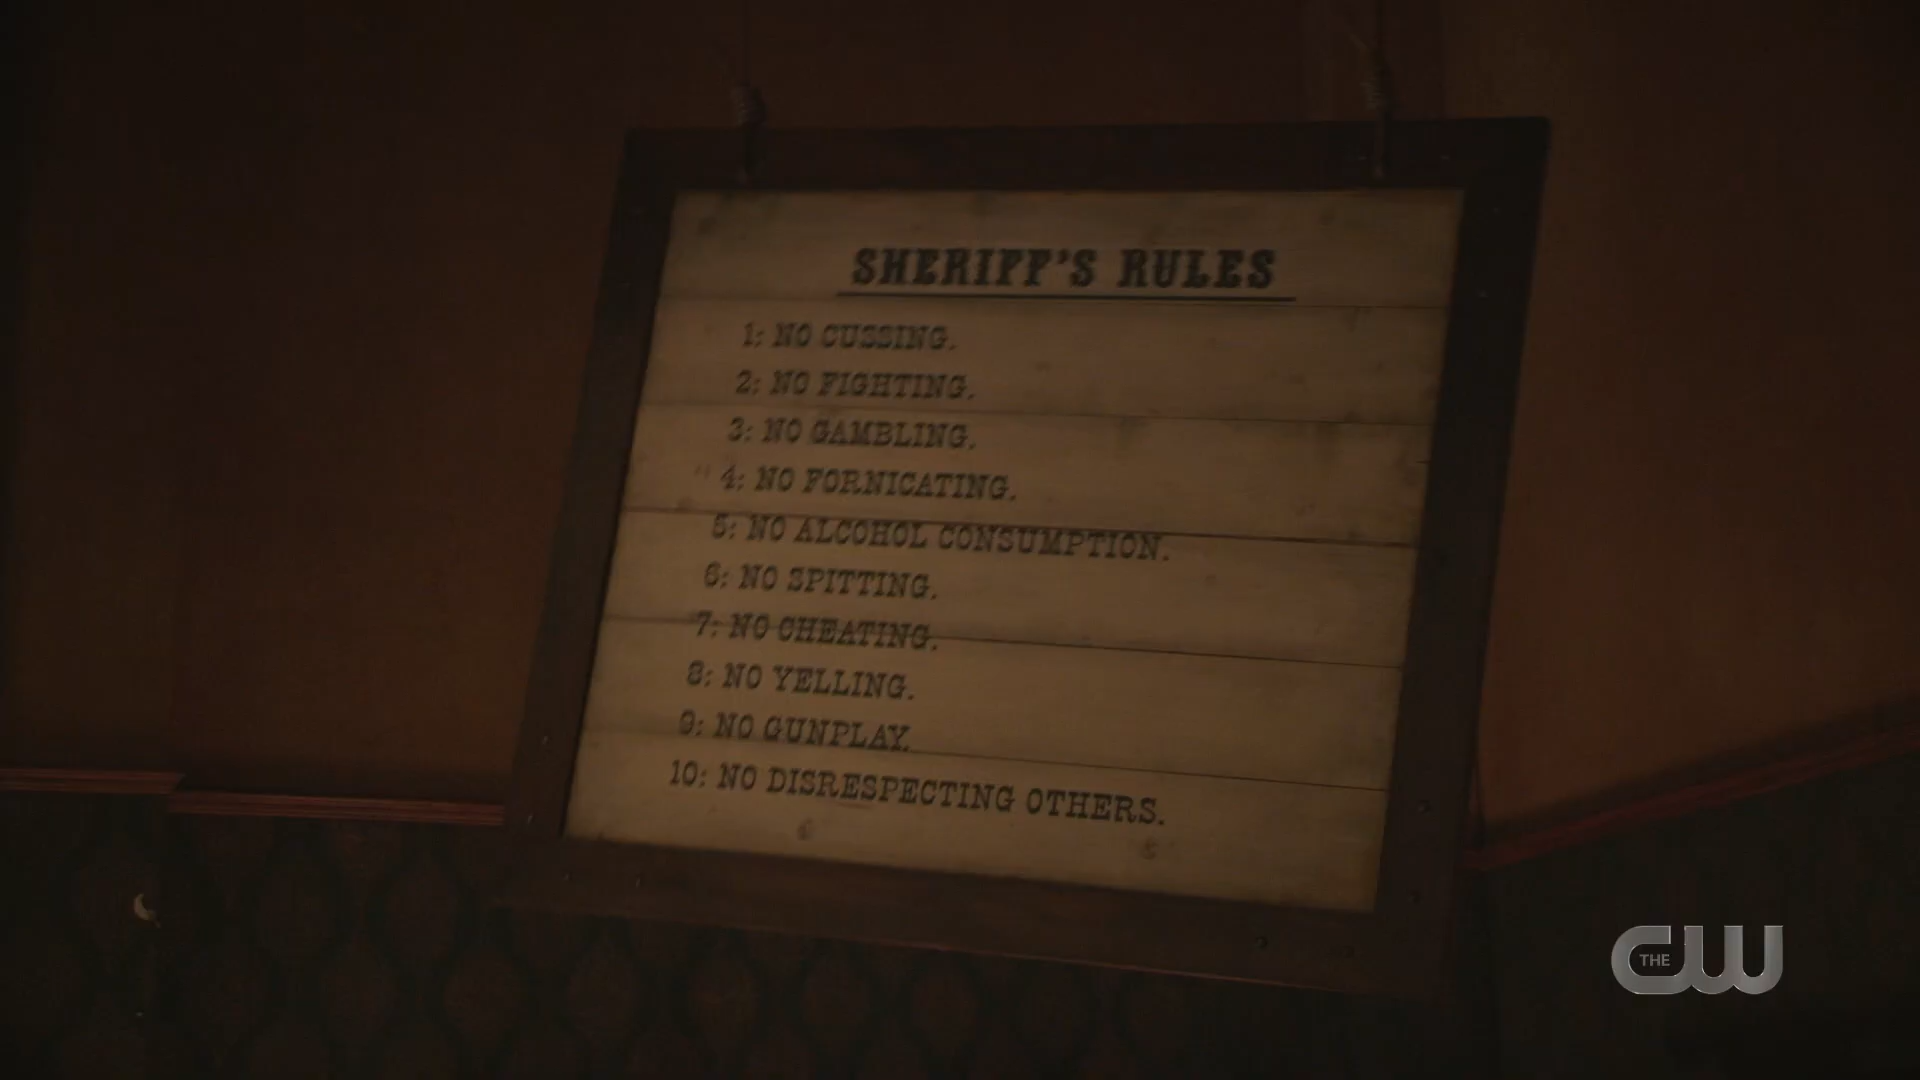 SHERIFF'S RULES
1: NO CUSSING.
2: NO FIGHTING.
3: NO GAMBLING.
4: NO FORNICATING.
5: NO ALCOHOL CONSUMPTION.
6: NO SPITTING.
7: NO CHEATING.
8: NO YELLING.
9: NO GUNPLAY.
10: NO DISRESPECTING OTHERS.
THE CW